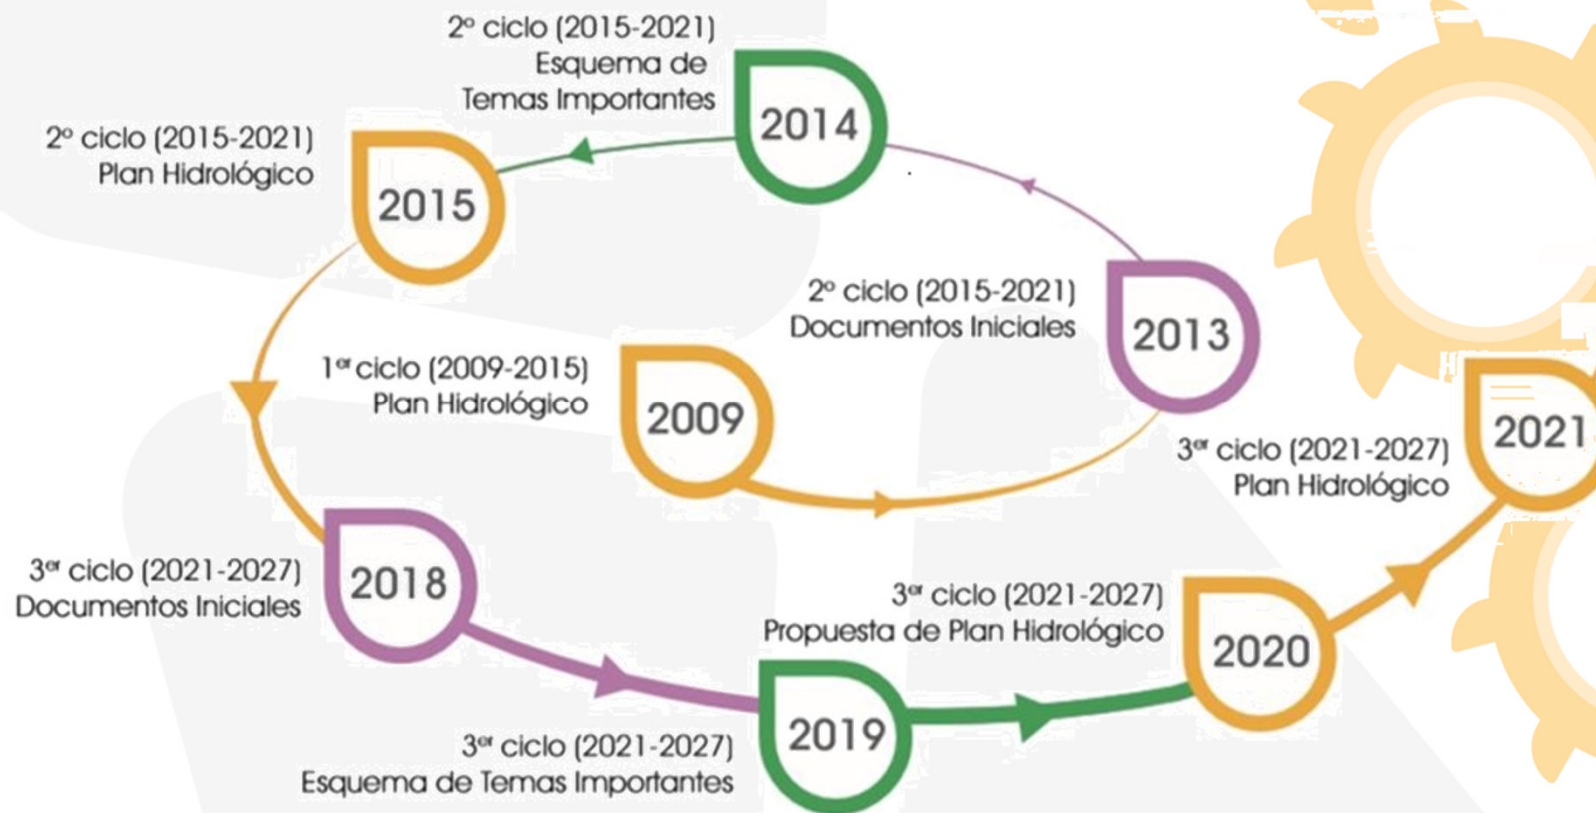 2º ciclo (2015-2021)
Esquema de
Temas Importantes
2014
2º ciclo (2015-2021)
Plan Hidrológico
2015
2º ciclo (2015-2021)
Documentos Iniciales
2013
1er ciclo (2009-2015)
Plan Hidrológico
2009
3er ciclo (2021-2027)
Plan Hidrológico
2021
3er ciclo (2021-2027)
Documentos Iniciales
2018
3er ciclo (2021-2027)
Propuesta de Plan Hidrológico
2020
3er ciclo (2021-2027)
Esquema de Temas Importantes
2019